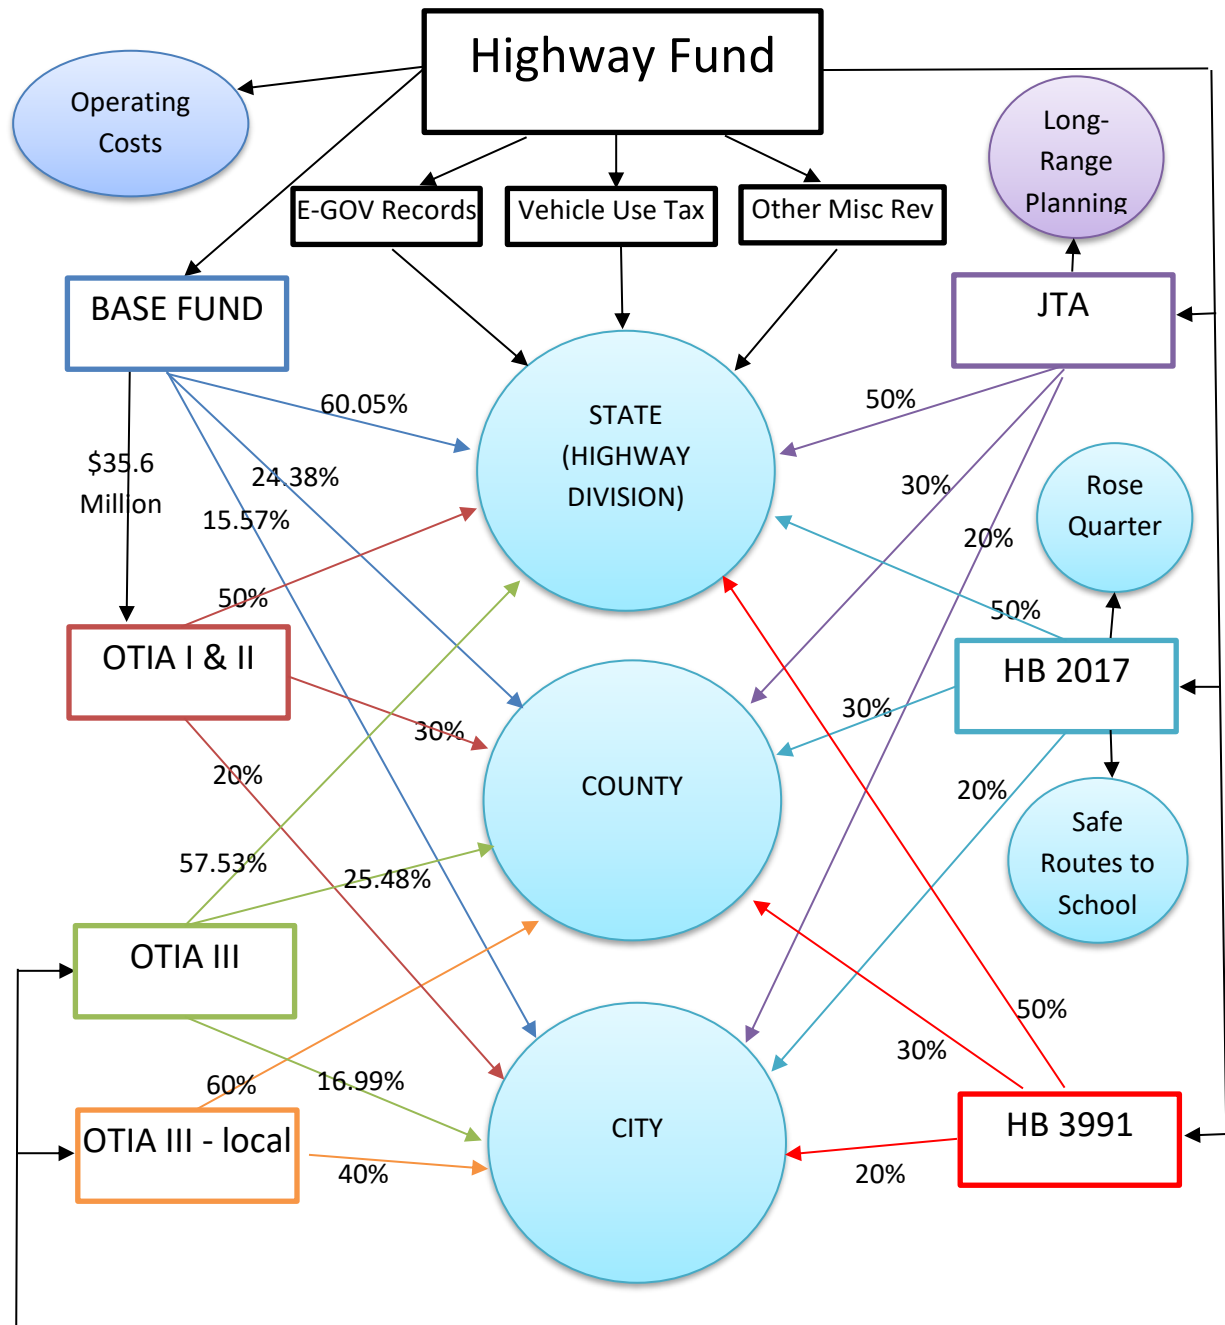 Highway Fund
Operating
Costs
Long-
Range
Planning
E-GOV Records
Vehicle Use Tax
Other Misc Rev
BASE FUND
JTA
60.05%
50%
STATE
(HIGHWAY
DIVISION)
$35.6
Million
24.38%
15.57%
30%
20%
Rose
Quarter
50%
50%
OTIA I & II
HB 2017
30%
30%
20%
COUNTY
20%
Safe
Routes to
School
57.53%
25.48%
OTIA III
50%
30%
60%
16.99%
OTIA III - local
CITY
HB 3991
40%
20%